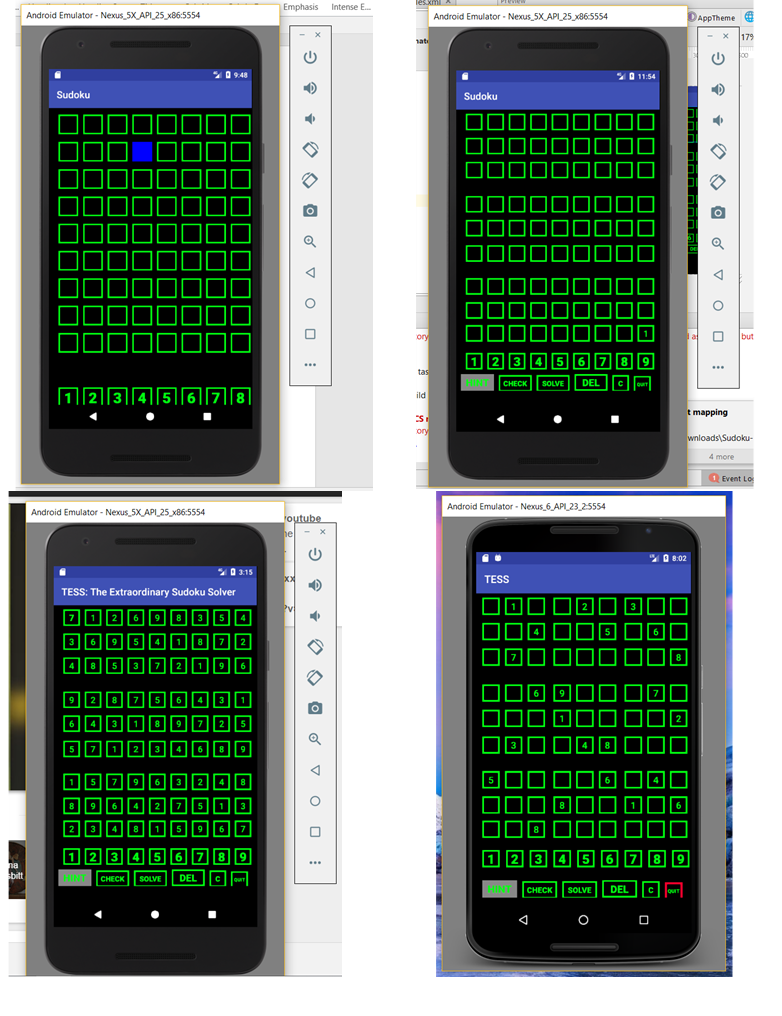 Emphasis Intense E...
Android Emulator - Nexus_5X_API_25_x86:5554
9:48
Sudoku
1 2 3 4 5 6 7 8
Preview
Android Emulator - Nexus_5X_API_25_x86:5554
AppTheme
17%
11:54
Sudoku
1
1 2 3 4 5 6 7 8 9
HINT CHECK SOLVE DEL C QUIT
but
t mapping
wnloads\Sudoku-
4 more
Event Lo
Android Emulator - Nexus_5X_API_25_x86:5554
youtube
3:15
TESS: The Extraordinary Sudoku Solver
7 1 2 6 9 8 3 5 4
3 6 9 5 4 1 8 7 2
4 8 5 3 7 2 1 9 6
9 2 8 7 5 6 4 3 1
6 4 3 1 8 9 7 2 5
5 7 1 2 3 4 6 8 9
1 5 7 9 6 3 2 4 8
8 9 6 4 2 7 5 1 3
2 3 4 8 1 5 9 6 7
1 2 3 4 5 6 7 8 9
HINT CHECK SOLVE DEL C QUIT
Android Emulator - Nexus_6_API_23_2:5554
8:02
TESS
1 2 3
4 5 6
7 8
6 9 7
1 2
3 4 8
5 6 4
8 1 6
8
1 2 3 4 5 6 7 8 9
HINT CHECK SOLVE DEL C QUIT